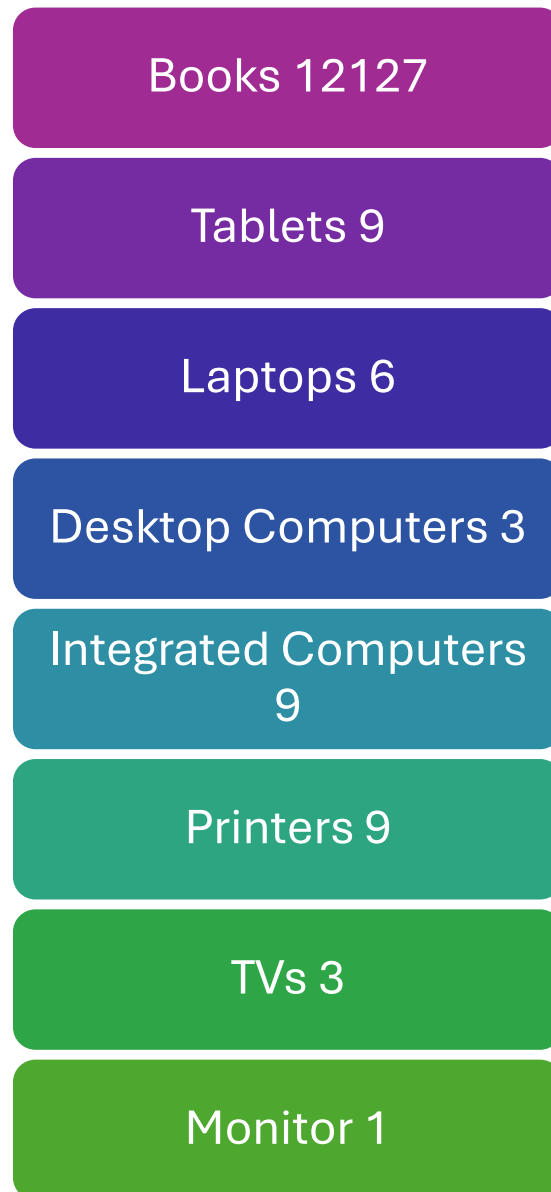 Books 12127
Tablets 9
Laptops 6
Desktop Computers 3
Integrated Computers
9
Printers 9
TVs 3
Monitor 1